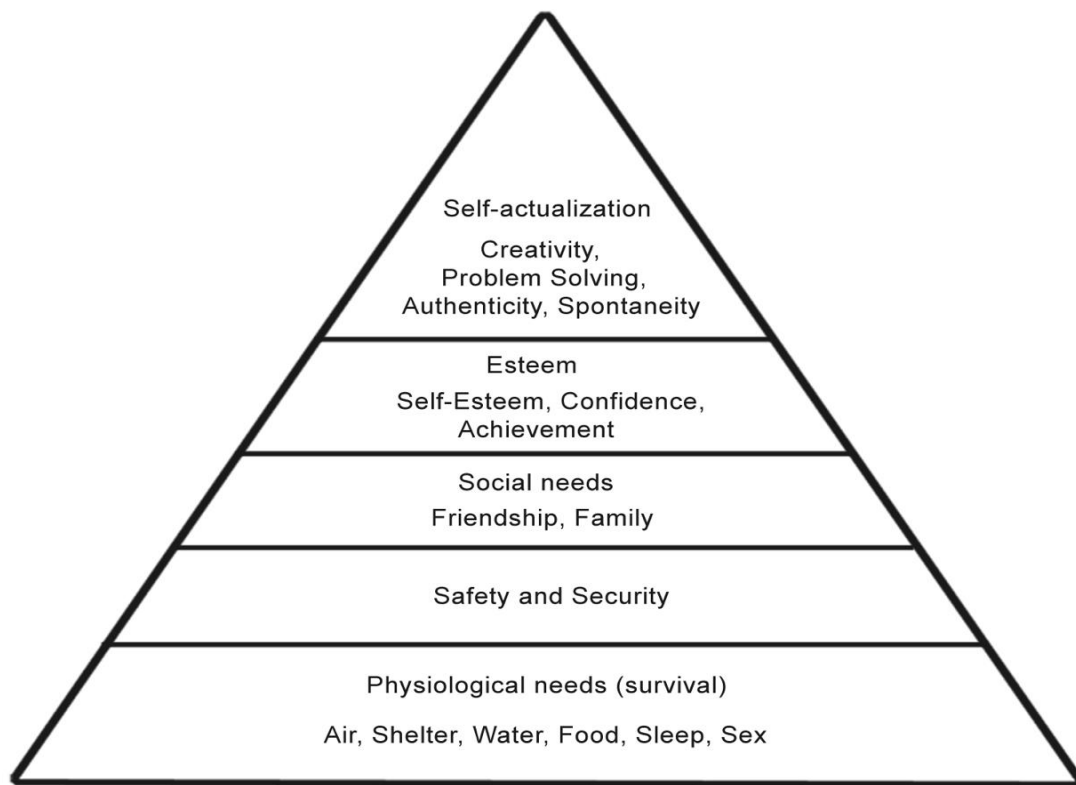 Self-actualization
Creativity,
Problem Solving,
Authenticity, Spontaneity
Esteem
Self-Esteem, Confidence,
Achievement
Social needs
Friendship, Family
Safety and Security
Physiological needs (survival)
Air, Shelter, Water, Food, Sleep, Sex